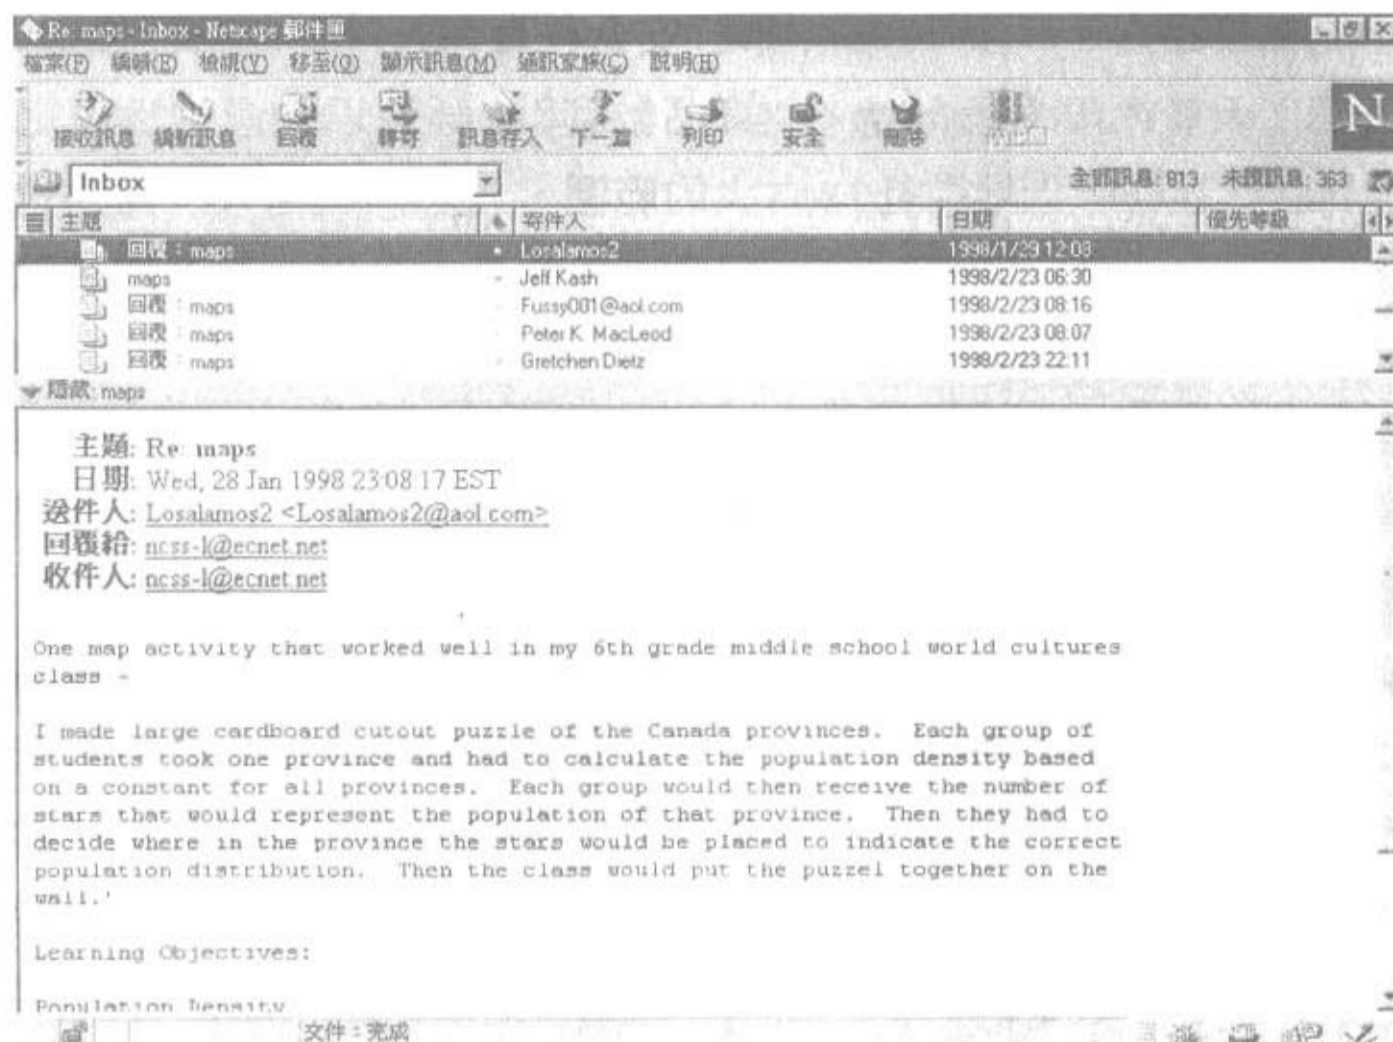 Re: maps - Inbox - Netscape 郵件匣
檔案(F) 編輯(E) 檢視(V) 移至(G) 顯示訊息(M) 通訊家族(C) 說明(H)
接收訊息 編新訊息 回覆 轉寄 訊息存入 下一篇 列印 安全 刪除
N
Inbox 全部訊息: 813 未讀訊息: 363
主題 寄件人 日期 優先等級
回覆：maps Losalamos2 1998/1/29 12:08
maps Jeff Kash 1998/2/23 06:30
回覆：maps Fussy001@aol.com 1998/2/23 08:16
回覆：maps Peter K. MacLeod 1998/2/23 08:07
回覆：maps Gretchen Dietz 1998/2/23 22:11
隱藏 maps
主題: Re: maps
日期: Wed, 28 Jan 1998 23:08:17 EST
送件人: Losalamos2 <Losalamos2@aol.com>
回覆給: ncss-l@ecnet.net
收件人: ncss-l@ecnet.net
One map activity that worked well in my 6th grade middle school world cultures
class -
I made large cardboard cutout puzzle of the Canada provinces. Each group of
students took one province and had to calculate the population density based
on a constant for all provinces. Each group would then receive the number of
stars that would represent the population of that province. Then they had to
decide where in the province the stars would be placed to indicate the correct
population distribution. Then the class would put the puzzel together on the
wall.'
Learning Objectives:
Population Density
文件：完成